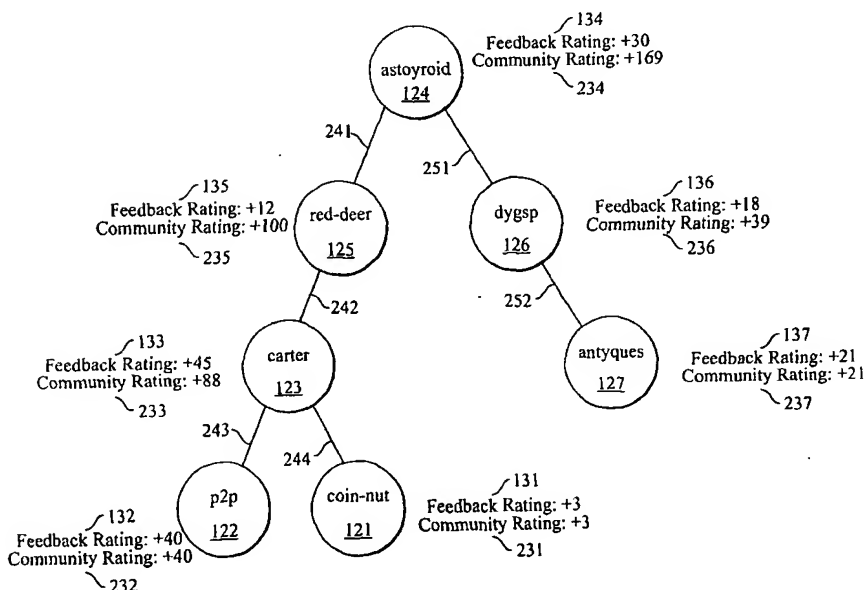 134
Feedback Rating: +30
Community Rating: +169
234
astoyroid
124
241
251
135
Feedback Rating: +12
Community Rating: +100
235
red-deer
125
dygsp
126
136
Feedback Rating: +18
Community Rating: +39
236
242
252
133
Feedback Rating: +45
Community Rating: +88
233
carter
123
antyques
127
137
Feedback Rating: +21
Community Rating: +21
237
243
244
132
Feedback Rating: +40
Community Rating: +40
232
p2p
122
coin-nut
121
131
Feedback Rating: +3
Community Rating: +3
231